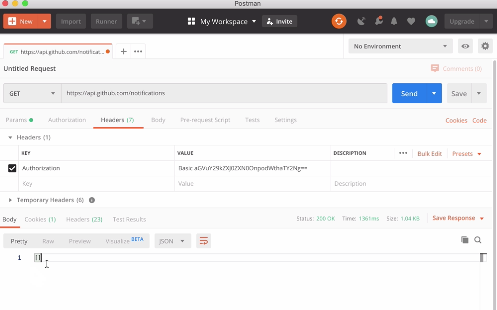 Postman
New Import Runner My Workspace Invite Upgrade
GET https://api.github.com/notificat... No Environment
Untitled Request Comments (0)
GET https://api.github.com/notifications Send Save
Params Authorization Headers (7) Body Pre-request Script Tests Settings Cookies Code
Headers (1)
KEY VALUE DESCRIPTION Bulk Edit Presets
Authorization Basic
Key Value Description
Temporary Headers (6)
Body Cookies (1) Headers (23) Test Results Status: 200 OK Time: 1361ms Size: 1.04 KB Save Response
Pretty Raw Preview Visualize BETA JSON
1 []